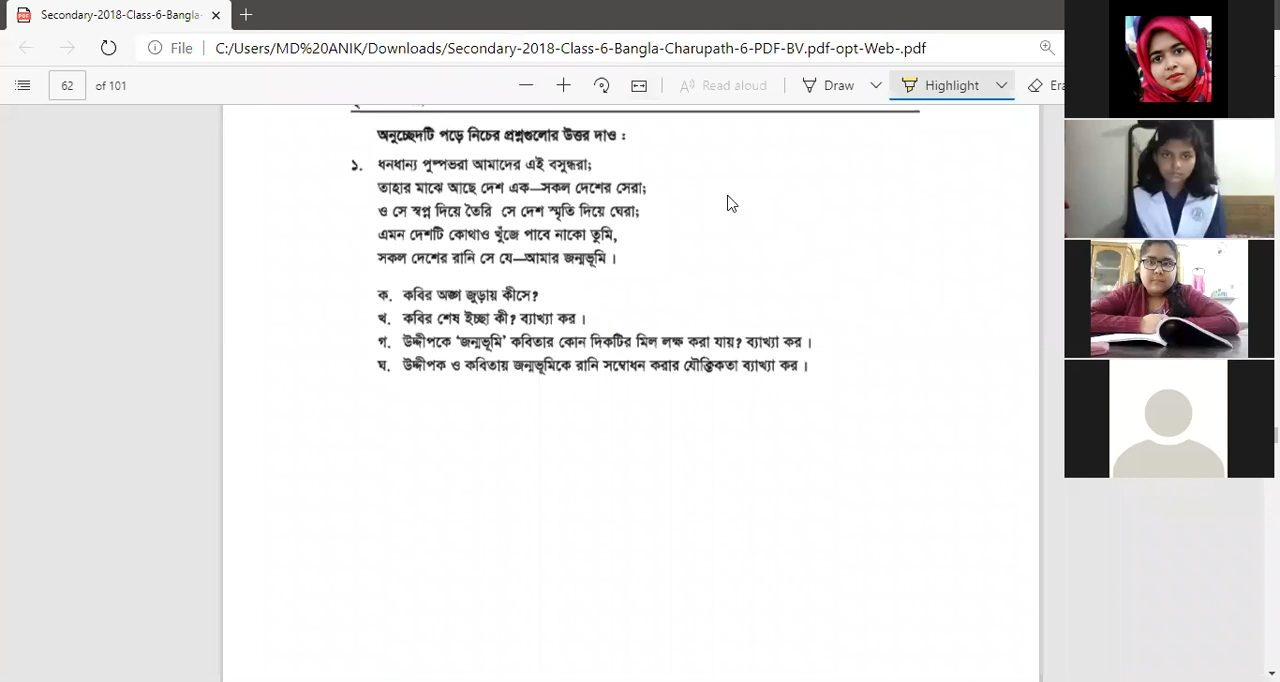 Secondary-2018-Class-6-Bangla-
File
C:/Users/MD%20ANIK/Downloads/Secondary-2018-Class-6-Bangla-Charupath-6-PDF-BV.pdf-opt-Web-.pdf
62 of 101
Read aloud
Draw
Highlight
Era
অনুচ্ছেদটি পড়ে নিচের প্রশ্নগুলোর উত্তর দাও :
১. ধনধান্য পুষ্পভরা আমাদের এই বসুন্ধরা;
তাহার মাঝে আছে দেশ এক—সকল দেশের সেরা;
ও সে স্বপ্ন দিয়ে তৈরি সে দেশ স্মৃতি দিয়ে ঘেরা;
এমন দেশটি কোথাও খুঁজে পাবে নাকো তুমি,
সকল দেশের রানি সে যে—আমার জন্মভূমি।
ক. কবির অঙ্গ জুড়ায় কীসে?
খ. কবির শেষ ইচ্ছা কী? ব্যাখ্যা কর।
গ. উদ্দীপকে ‘জন্মভূমি’ কবিতার কোন দিকটির মিল লক্ষ করা যায়? ব্যাখ্যা কর।
ঘ. উদ্দীপক ও কবিতায় জন্মভূমিকে রানি সম্বোধন করার যৌক্তিকতা ব্যাখ্যা কর।